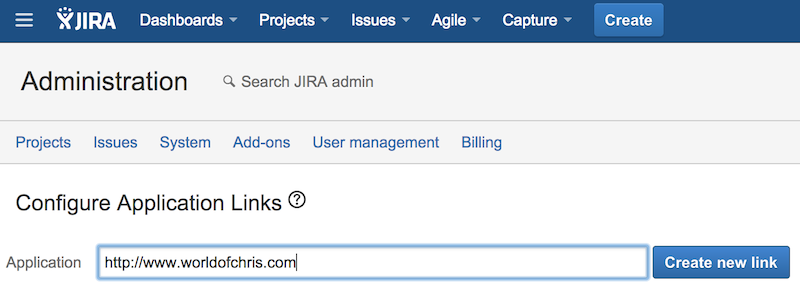 JIRA Dashboards Projects Issues Agile Capture Create
Administration Search JIRA admin
Projects Issues System Add-ons User management Billing
Configure Application Links ?
Application http://www.worldofchris.com Create new link